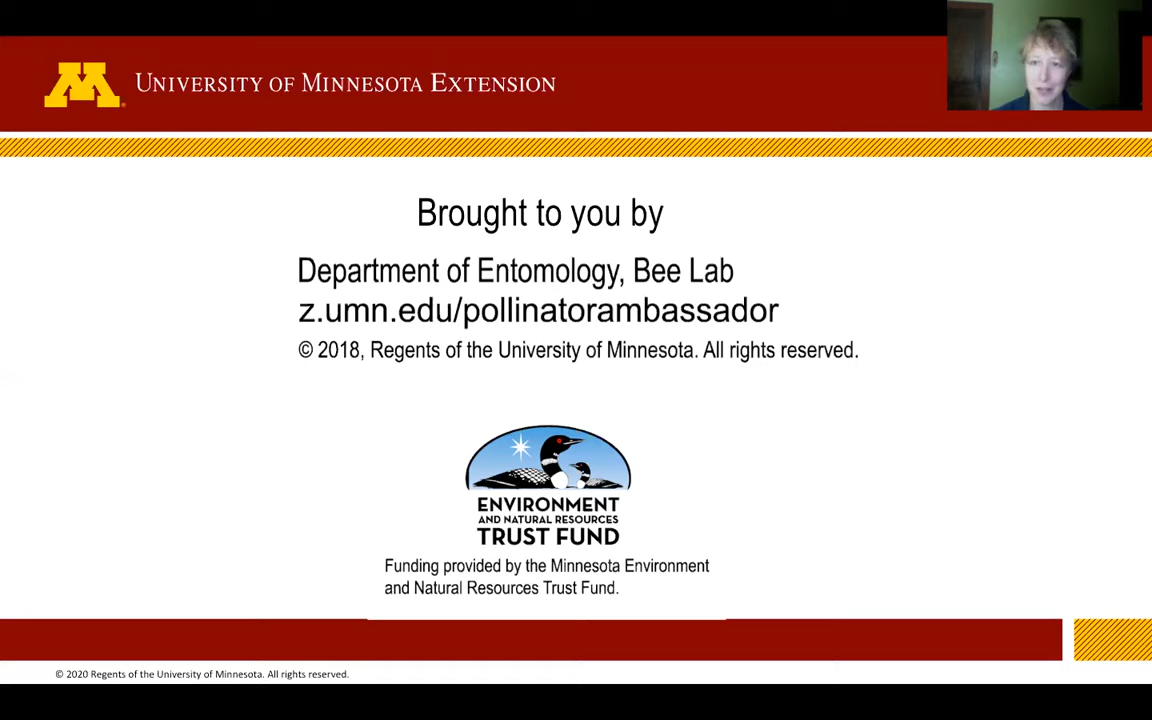 UNIVERSITY OF MINNESOTA EXTENSION
Brought to you by
Department of Entomology, Bee Lab
z.umn.edu/pollinatorambassador
© 2018, Regents of the University of Minnesota. All rights reserved.
ENVIRONMENT
AND NATURAL RESOURCES
TRUST FUND
Funding provided by the Minnesota Environment
and Natural Resources Trust Fund.
© 2020 Regents of the University of Minnesota. All rights reserved.